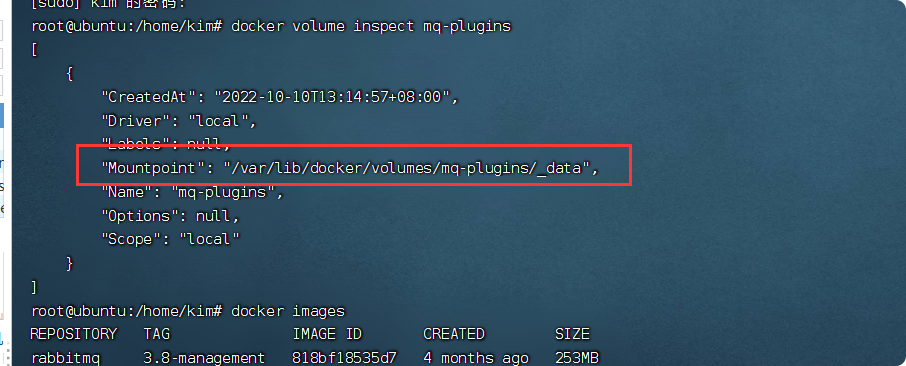 [sudo] kim 的密码:
root@ubuntu:/home/kim# docker volume inspect mq-plugins
[
    {
        "CreatedAt": "2022-10-10T13:14:57+08:00",
        "Driver": "local",
        "Labels": null,
        "Mountpoint": "/var/lib/docker/volumes/mq-plugins/_data",
        "Name": "mq-plugins",
        "Options": null,
        "Scope": "local"
    }
]
root@ubuntu:/home/kim# docker images
REPOSITORY   TAG              IMAGE ID       CREATED        SIZE
rabbitmq     3.8-management   818bf18535d7   4 months ago   253MB